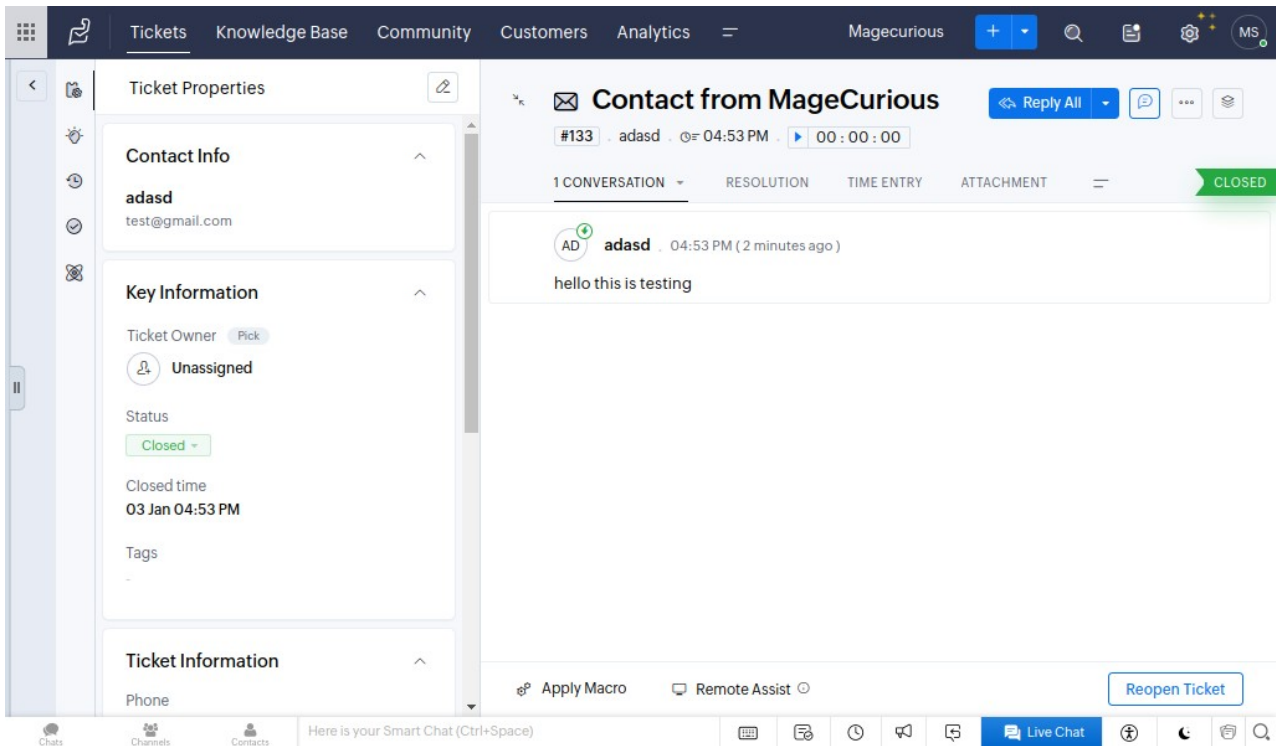 Tickets Knowledge Base Community Customers Analytics Magecurious MS
Ticket Properties
Contact Info
adasd
test@gmail.com
Key Information
Ticket Owner Pick
Unassigned
Status
Closed
Closed time
03 Jan 04:53 PM
Tags
-
Ticket Information
Phone
Contact from MageCurious
Reply All
#133 . adasd . 04:53 PM . 00 : 00 : 00
1 CONVERSATION RESOLUTION TIME ENTRY ATTACHMENT CLOSED
AD adasd . 04:53 PM ( 2 minutes ago )
hello this is testing
Apply Macro Remote Assist Reopen Ticket
Chats Channels Contacts Here is your Smart Chat (Ctrl+Space) Live Chat